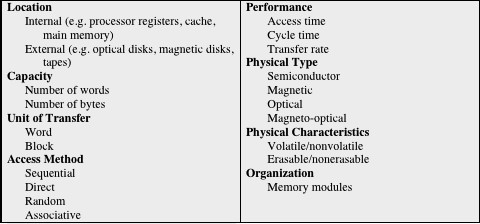 Location
Internal (e.g. processor registers, cache,
main memory)
External (e.g. optical disks, magnetic disks,
tapes)
Capacity
Number of words
Number of bytes
Unit of Transfer
Word
Block
Access Method
Sequential
Direct
Random
Associative
Performance
Access time
Cycle time
Transfer rate
Physical Type
Semiconductor
Magnetic
Optical
Magneto-optical
Physical Characteristics
Volatile/nonvolatile
Erasable/nonerasable
Organization
Memory modules